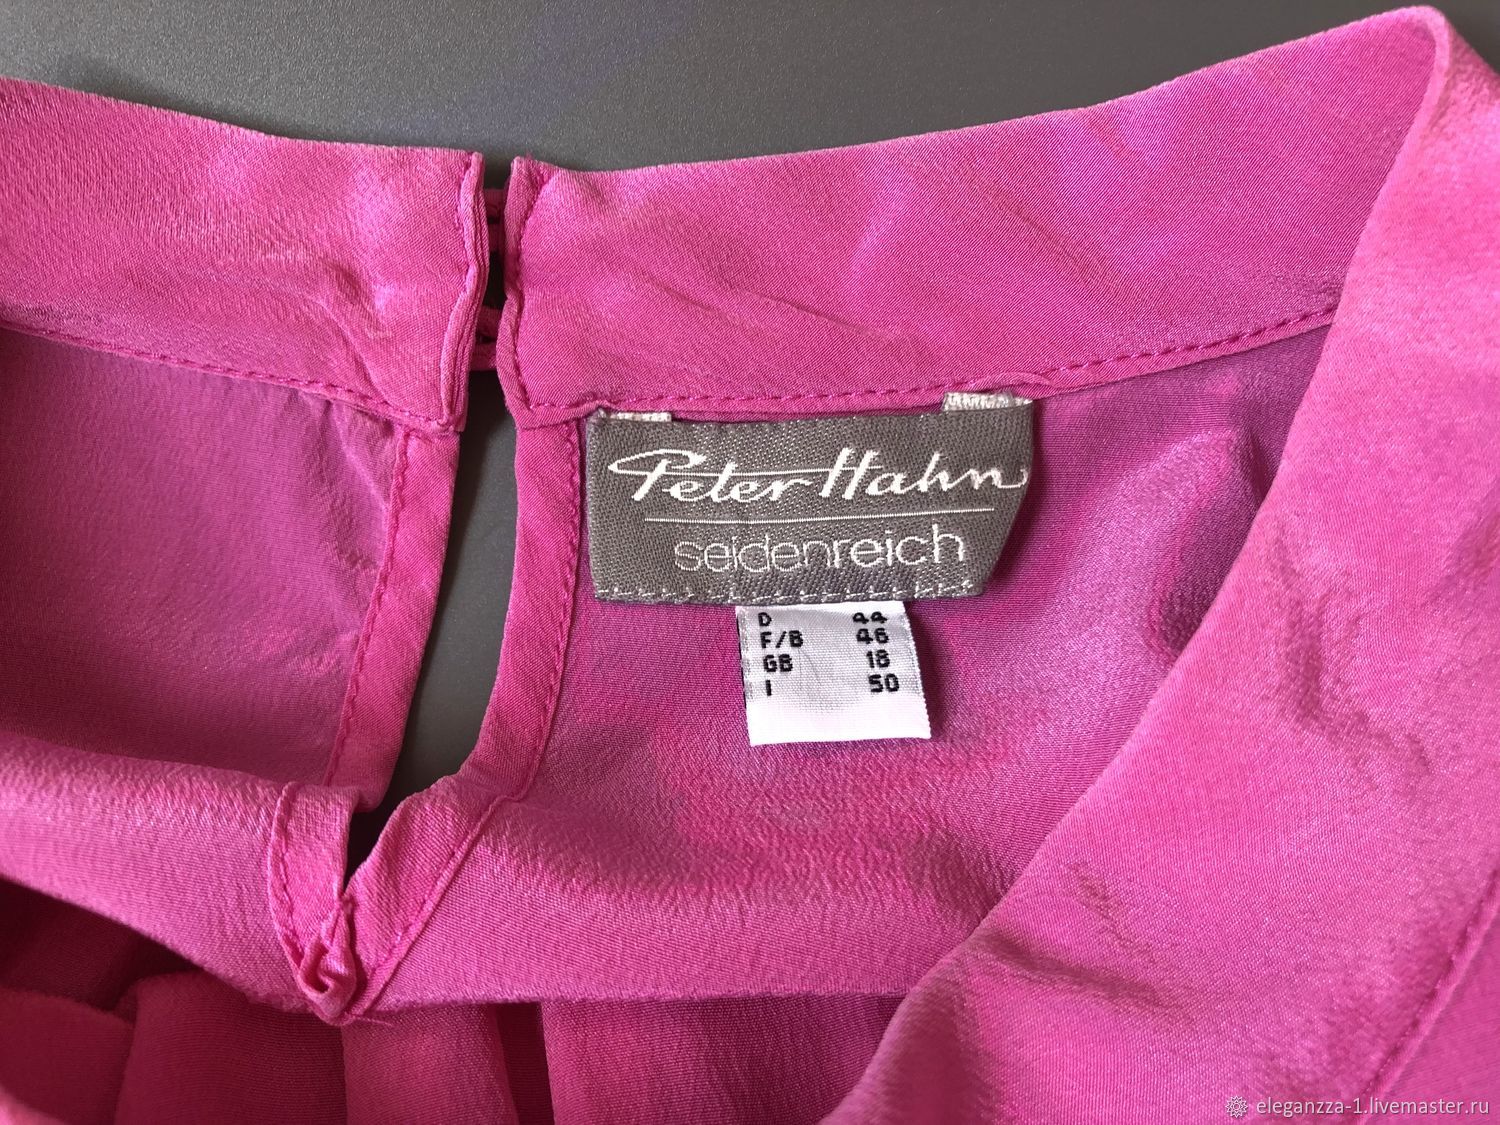 Peter Hahn
seidenreich
D 44
F/B 46
GB 18
I 50
eleganzza-1.livemaster.ru